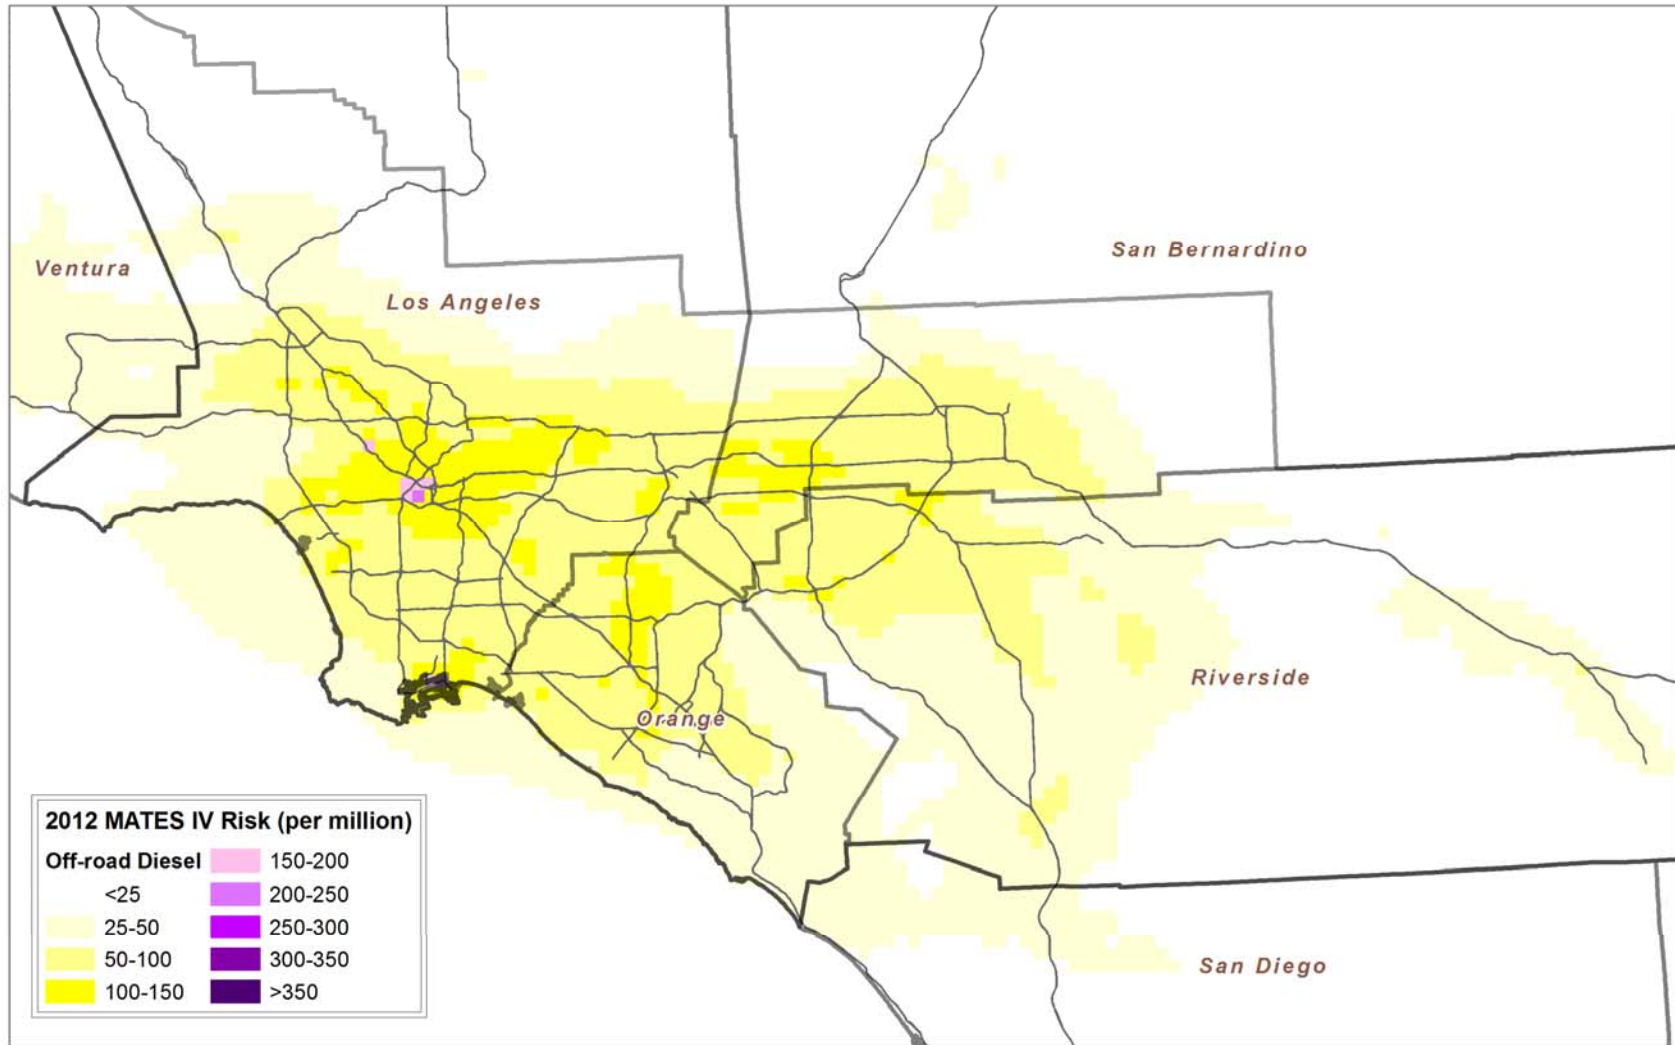 San Bernardino
Ventura
Los Angeles
Riverside
Orange
2012 MATES IV Risk (per million)
Off-road Diesel
<25
25-50
50-100
100-150
150-200
200-250
250-300
300-350
>350
San Diego